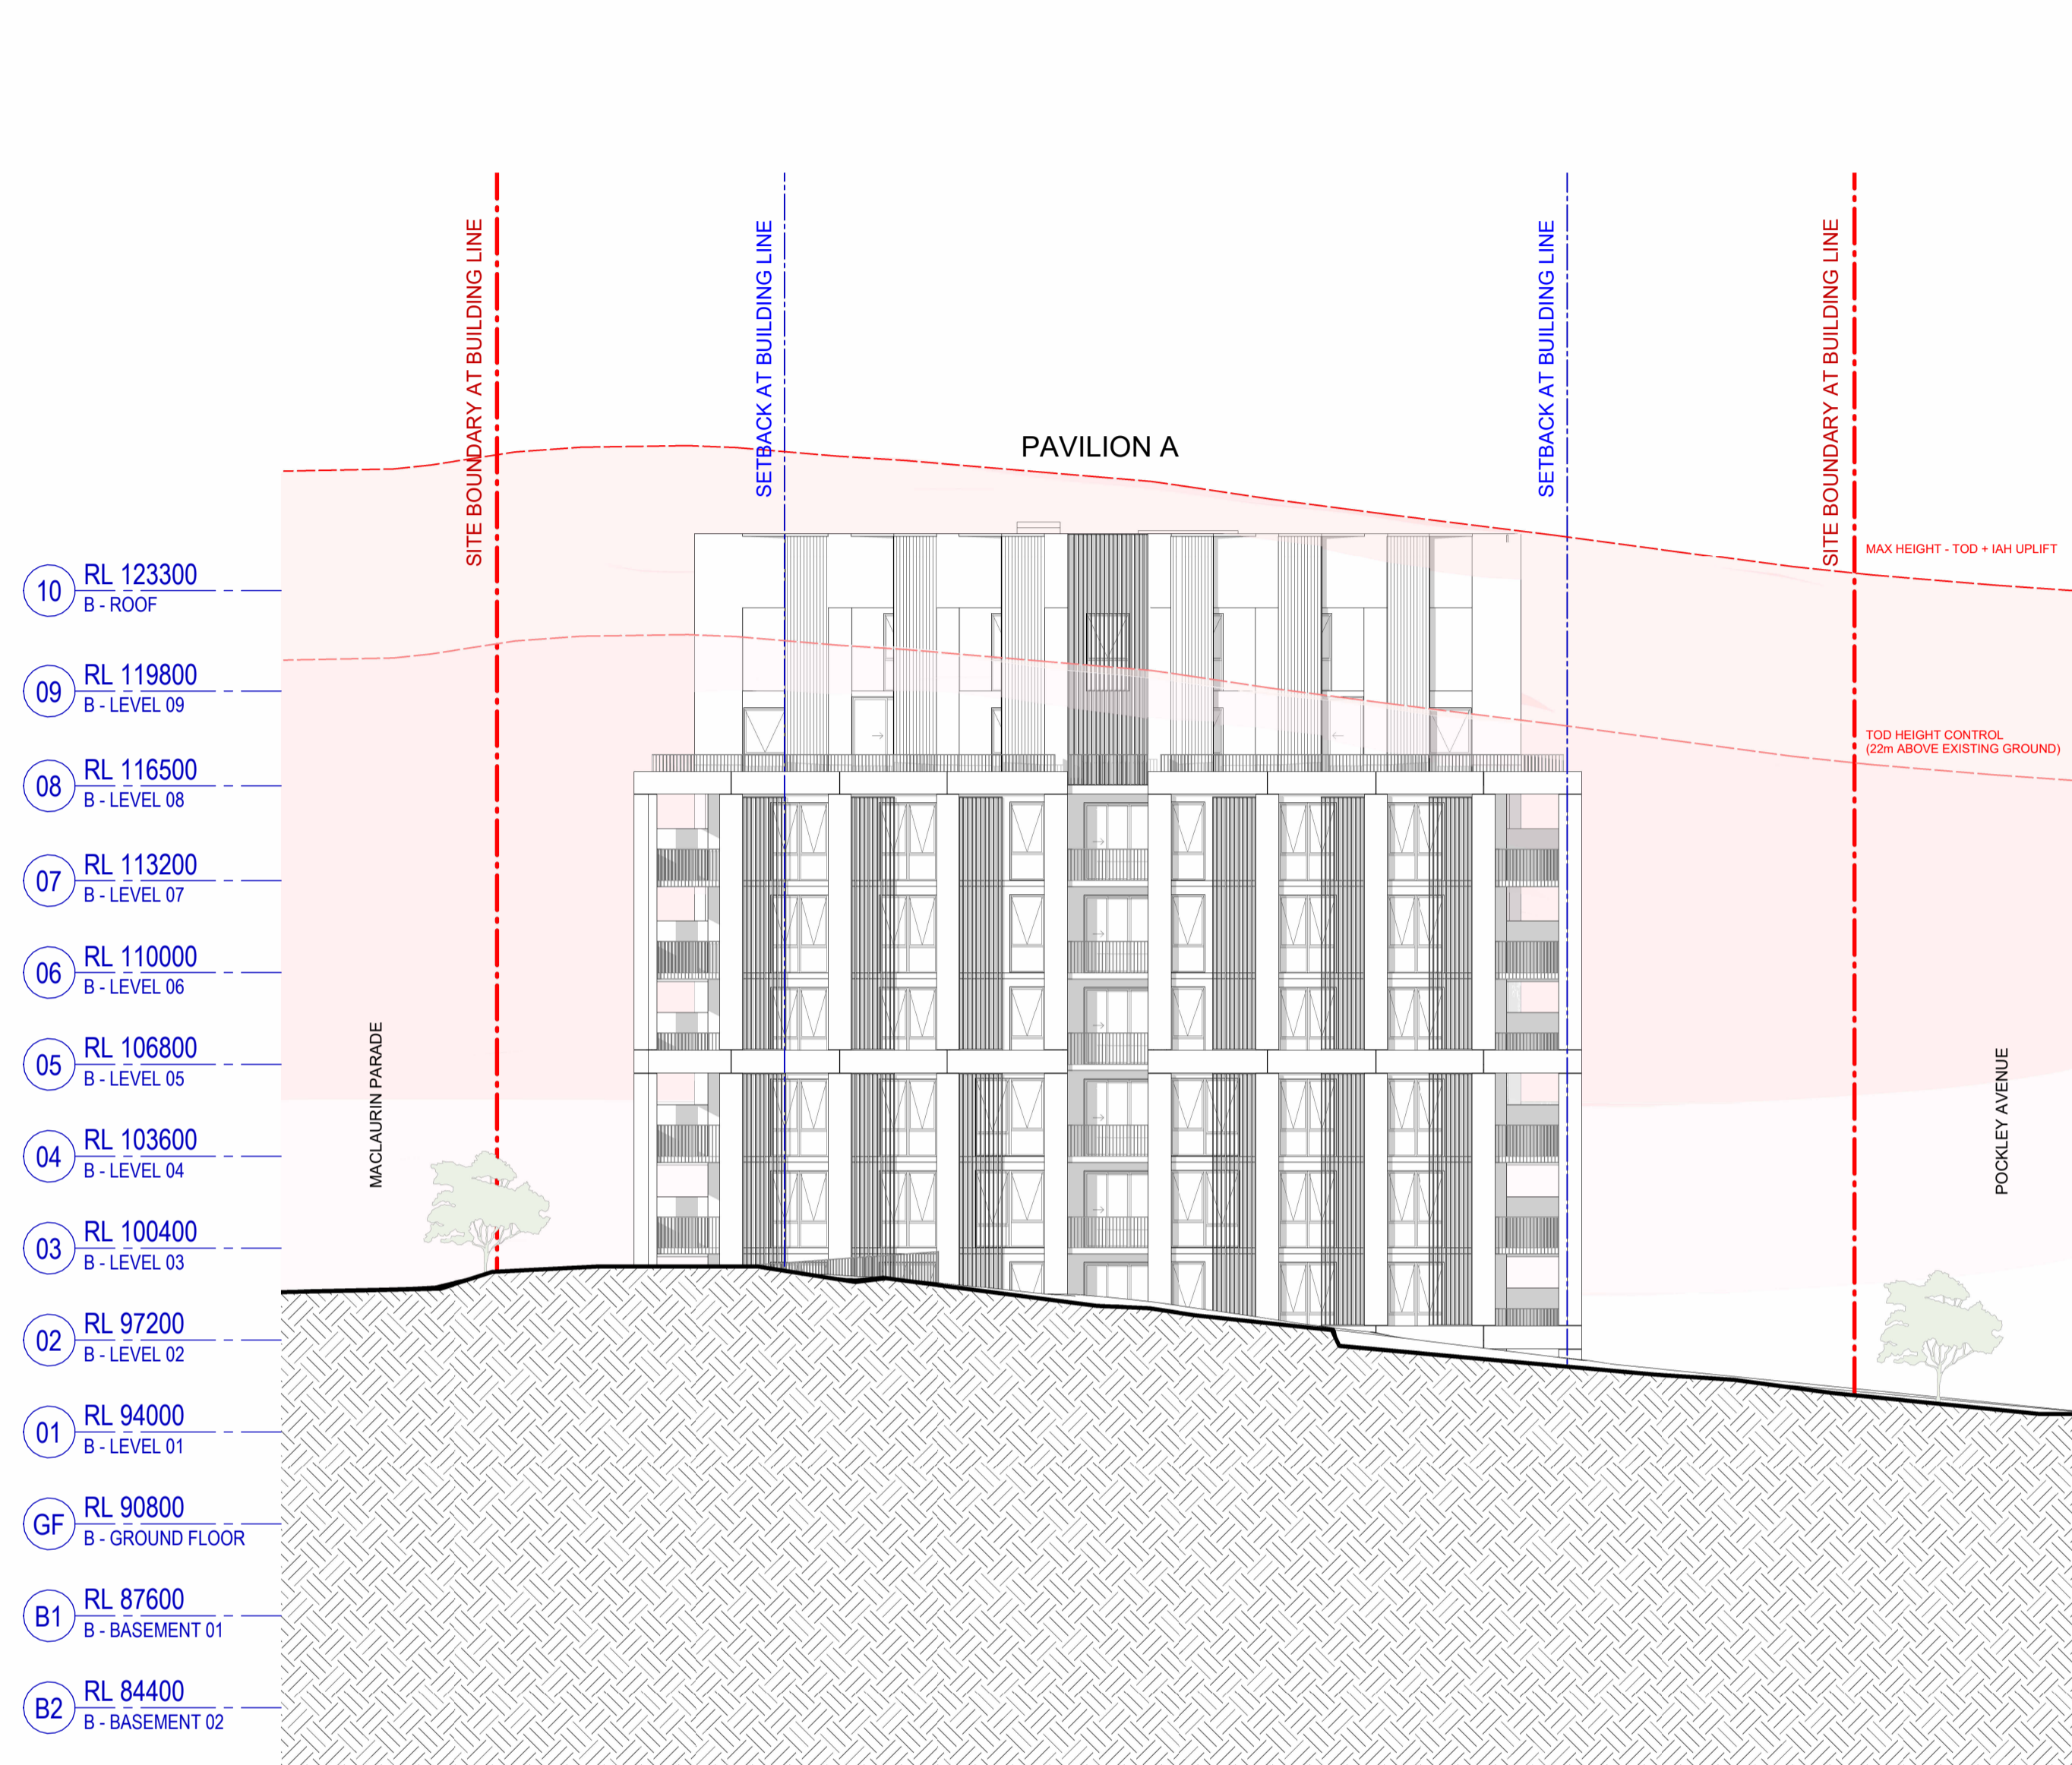 SITE BOUNDARY AT BUILDING LINE
SETBACK AT BUILDING LINE
SETBACK AT BUILDING LINE
SITE BOUNDARY AT BUILDING LINE
PAVILION A
MAX HEIGHT - TOD + IAH UPLIFT
10 RL 123300
B - ROOF
09 RL 119800
B - LEVEL 09
TOD HEIGHT CONTROL
(22m ABOVE EXISTING GROUND)
08 RL 116500
B - LEVEL 08
07 RL 113200
B - LEVEL 07
06 RL 110000
B - LEVEL 06
05 RL 106800
B - LEVEL 05
MACLAURIN PARADE
POCKLEY AVENUE
04 RL 103600
B - LEVEL 04
03 RL 100400
B - LEVEL 03
02 RL 97200
B - LEVEL 02
01 RL 94000
B - LEVEL 01
GF RL 90800
B - GROUND FLOOR
B1 RL 87600
B - BASEMENT 01
B2 RL 84400
B - BASEMENT 02